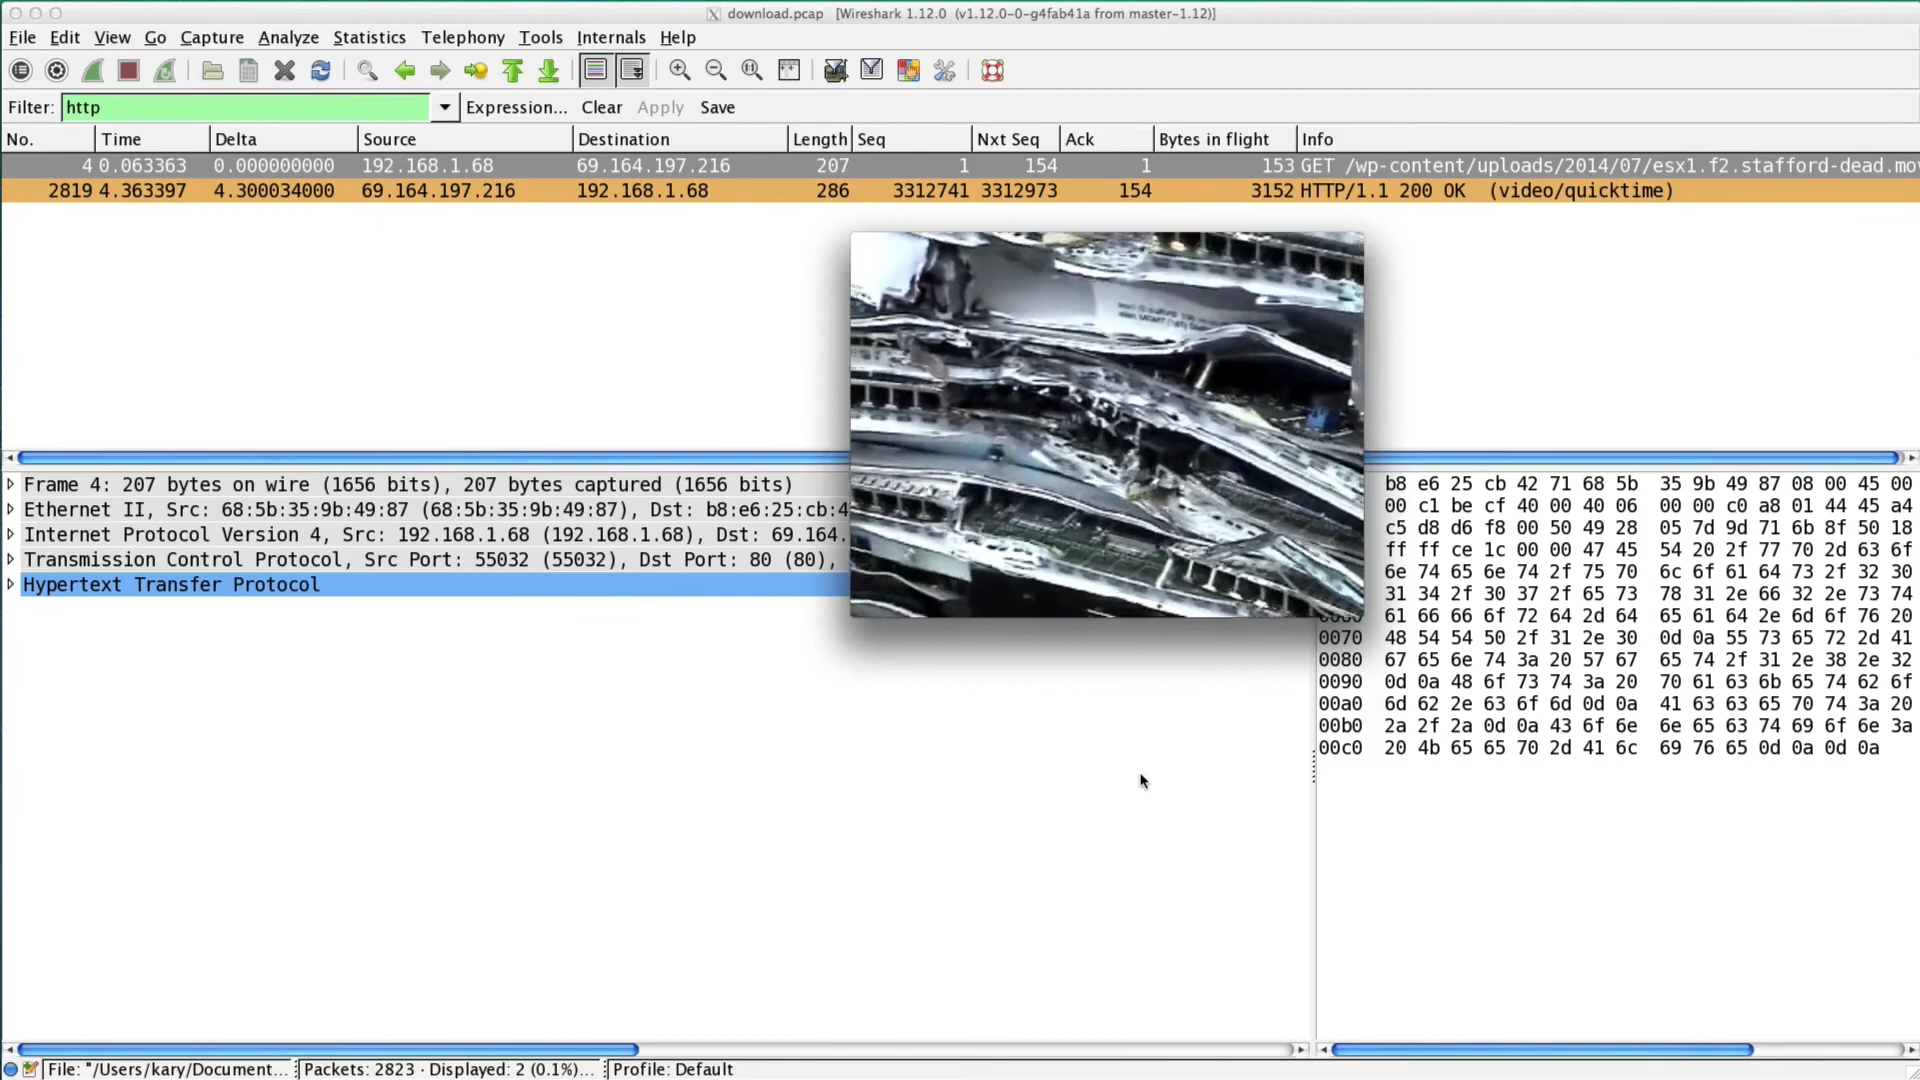 download.pcap [Wireshark 1.12.0 (v1.12.0-0-g4fab41a from master-1.12)]
File Edit View Go Capture Analyze Statistics Telephony Tools Internals Help
Filter: http Expression... Clear Apply Save
No. Time Delta Source Destination Length Seq Nxt Seq Ack Bytes in flight Info
4 0.063363 0.000000000 192.168.1.68 69.164.197.216 207 1 154 1 153 GET /wp-content/uploads/2014/07/esx1.f2.stafford-dead.mov
2819 4.363397 4.300034000 69.164.197.216 192.168.1.68 286 3312741 3312973 154 3152 HTTP/1.1 200 OK (video/quicktime)
Frame 4: 207 bytes on wire (1656 bits), 207 bytes captured (1656 bits)
Ethernet II, Src: 68:5b:35:9b:49:87 (68:5b:35:9b:49:87), Dst: b8:e6:25:cb:4
Internet Protocol Version 4, Src: 192.168.1.68 (192.168.1.68), Dst: 69.164.
Transmission Control Protocol, Src Port: 55032 (55032), Dst Port: 80 (80),
Hypertext Transfer Protocol
b8 e6 25 cb 42 71 68 5b 35 9b 49 87 08 00 45 00
00 c1 be cf 40 00 40 06 00 00 c0 a8 01 44 45 a4
c5 d8 d6 f8 00 50 49 28 05 7d 9d 71 6b 8f 50 18
ff ff ce 1c 00 00 47 45 54 20 2f 77 70 2d 63 6f
6e 74 65 6e 74 2f 75 70 6c 6f 61 64 73 2f 32 30
31 34 2f 30 37 2f 65 73 78 31 2e 66 32 2e 73 74
61 66 66 6f 72 64 2d 64 65 61 64 2e 6d 6f 76 20
0070 48 54 54 50 2f 31 2e 30 0d 0a 55 73 65 72 2d 41
0080 67 65 6e 74 3a 20 57 67 65 74 2f 31 2e 38 2e 32
0090 0d 0a 48 6f 73 74 3a 20 70 61 63 6b 65 74 62 6f
00a0 6d 62 2e 63 6f 6d 0d 0a 41 63 63 65 70 74 3a 20
00b0 2a 2f 2a 0d 0a 43 6f 6e 6e 65 63 74 69 6f 6e 3a
00c0 20 4b 65 65 70 2d 41 6c 69 76 65 0d 0a 0d 0a
File: "/Users/kary/Document... Packets: 2823 · Displayed: 2 (0.1%)... Profile: Default